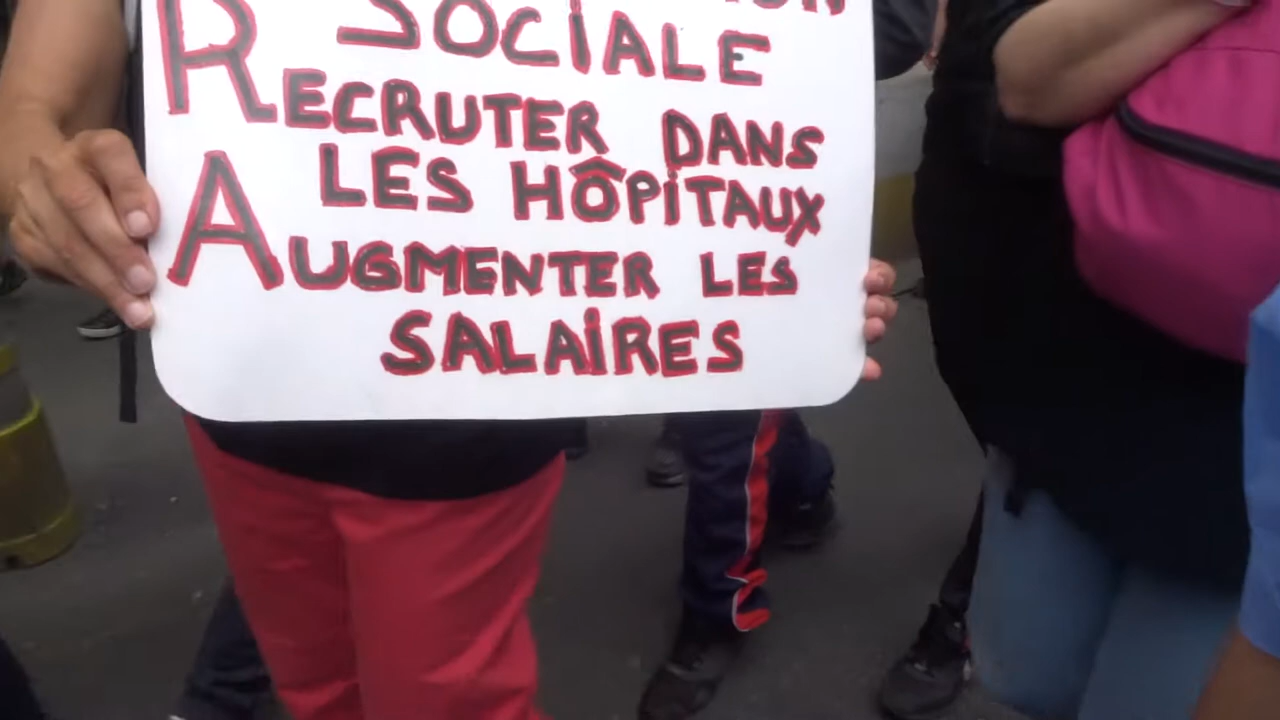 SOCIALE
RECRUTER DANS
LES HÔPITAUX
AUGMENTER LES
SALAIRES